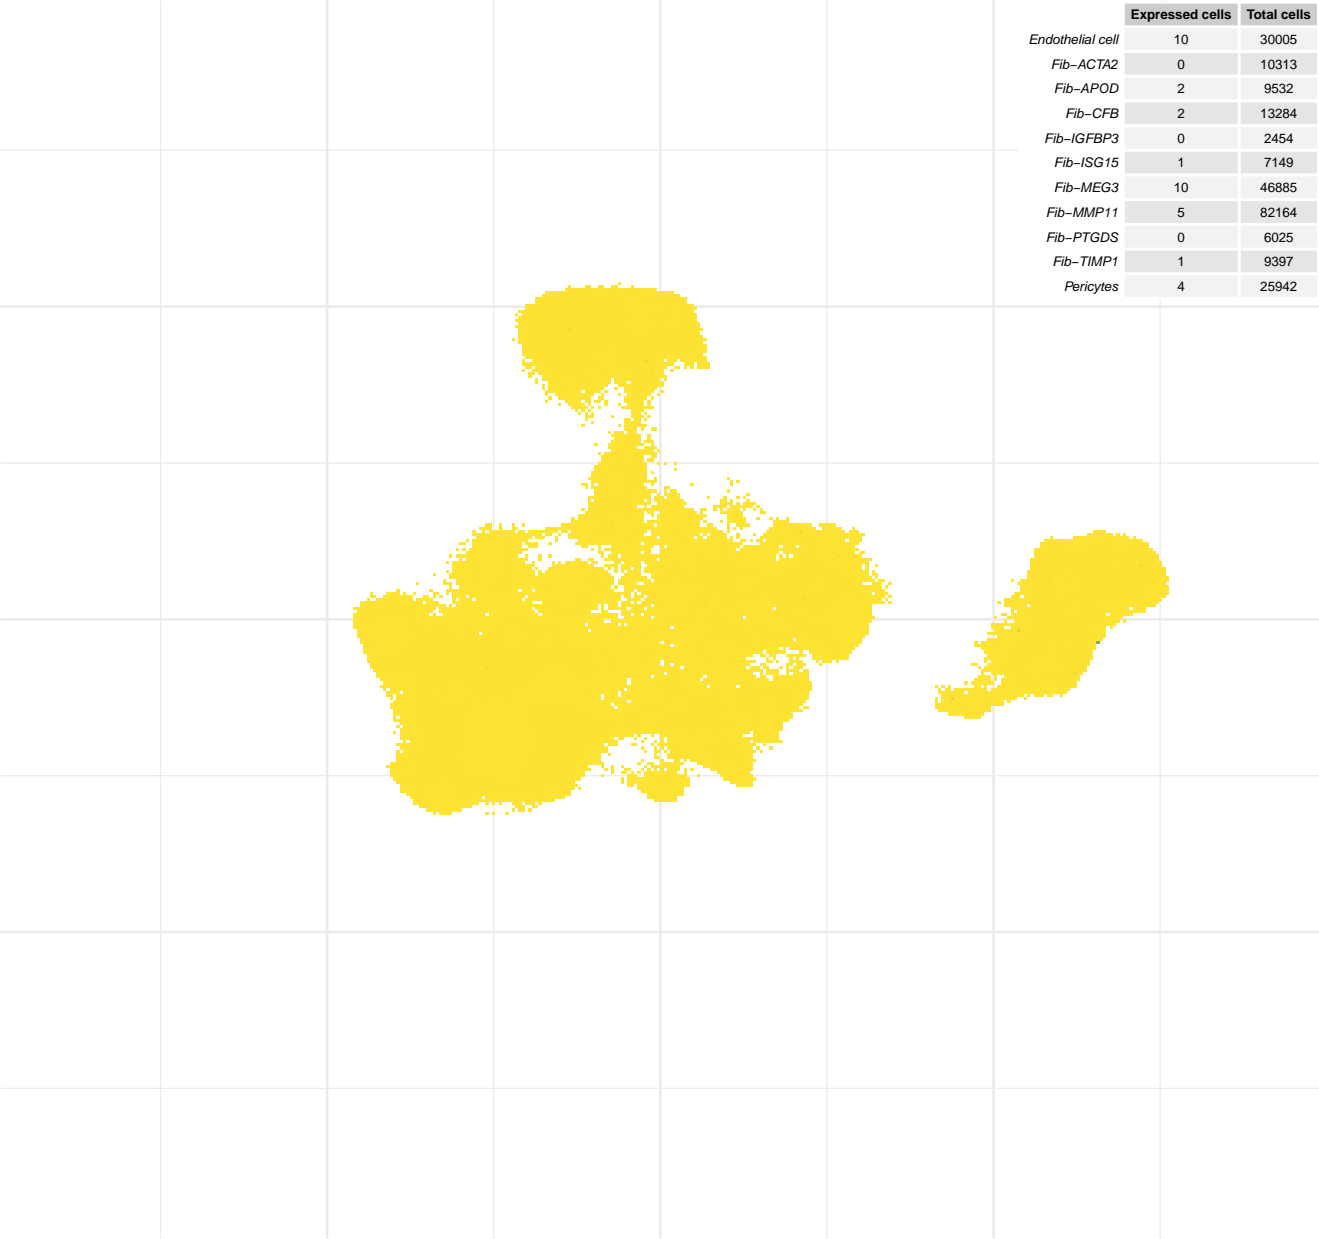 Expressed cells Total cells
Endothelial cell 10 30005
Fib−ACTA2 0 10313
Fib−APOD 2 9532
Fib−CFB 2 13284
Fib−IGFBP3 0 2454
Fib−ISG15 1 7149
Fib−MEG3 10 46885
Fib−MMP11 5 82164
Fib−PTGDS 0 6025
Fib−TIMP1 1 9397
Pericytes 4 25942